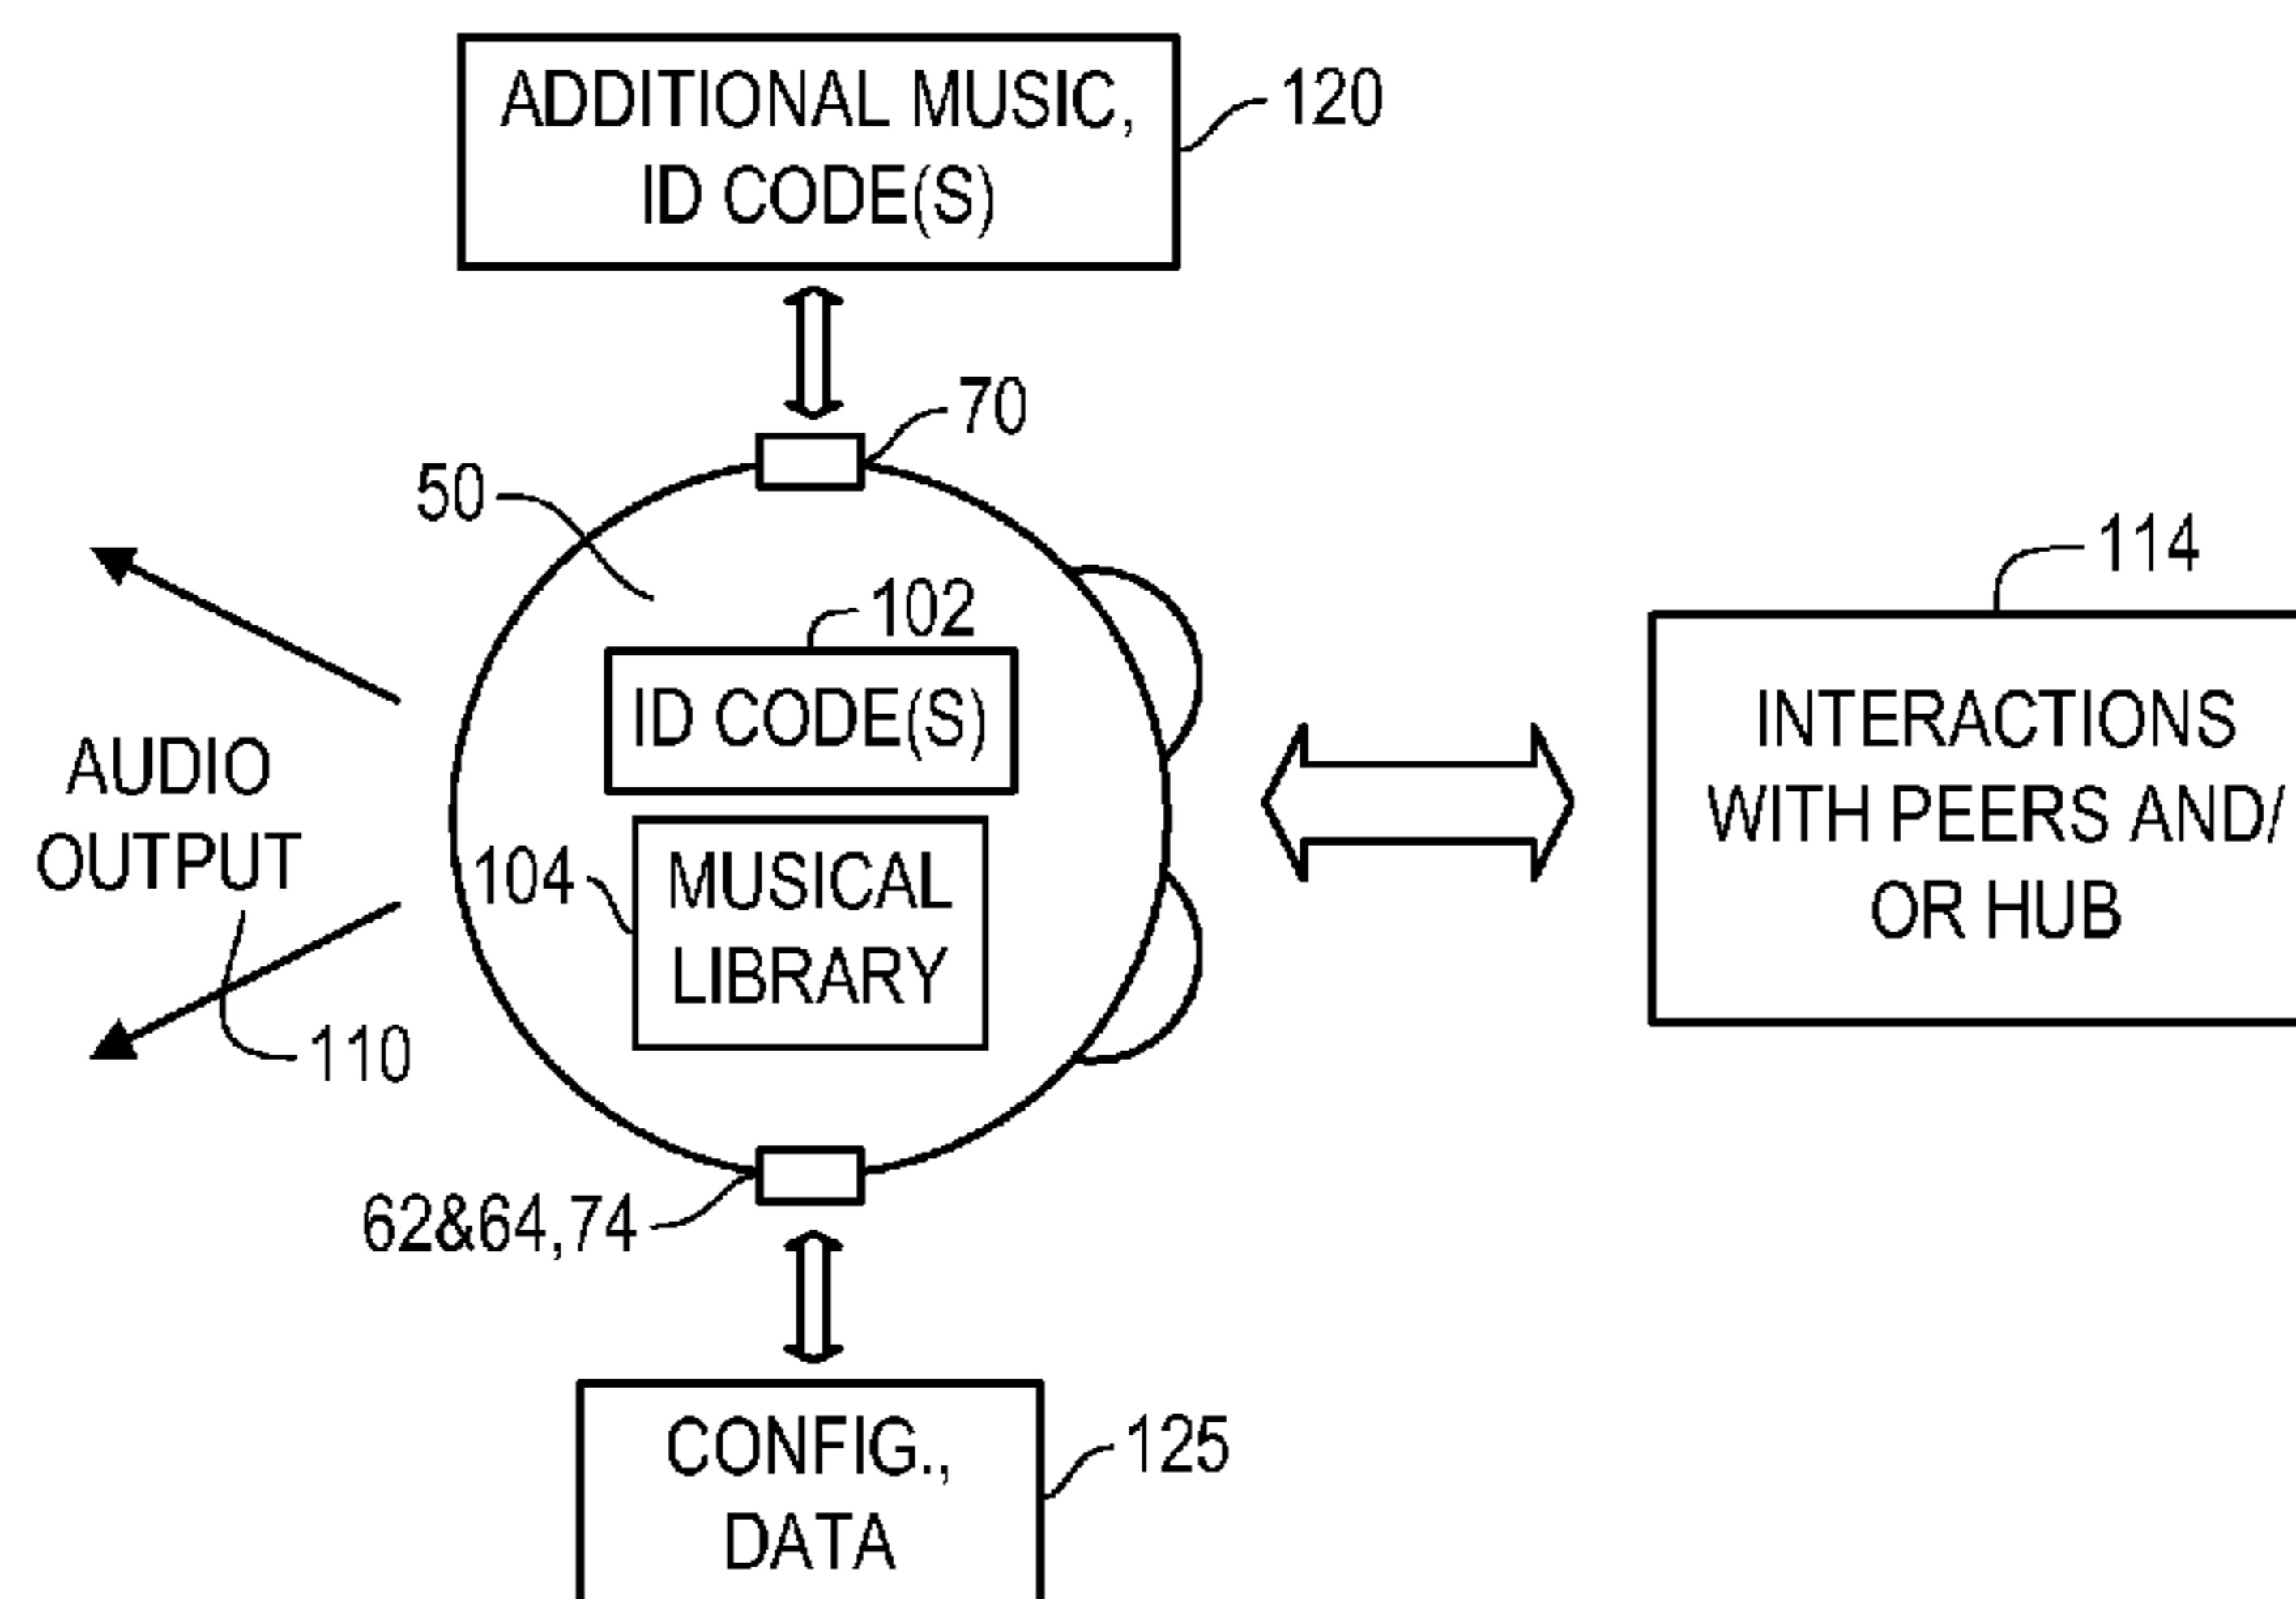 ADDITIONAL MUSIC,
ID CODE(S)
120
70
50
114
102
ID CODE(S)
INTERACTIONS
WITH PEERS AND/
OR HUB
AUDIO
OUTPUT
104
MUSICAL
LIBRARY
110
62&64,74
CONFIG.,
DATA
125